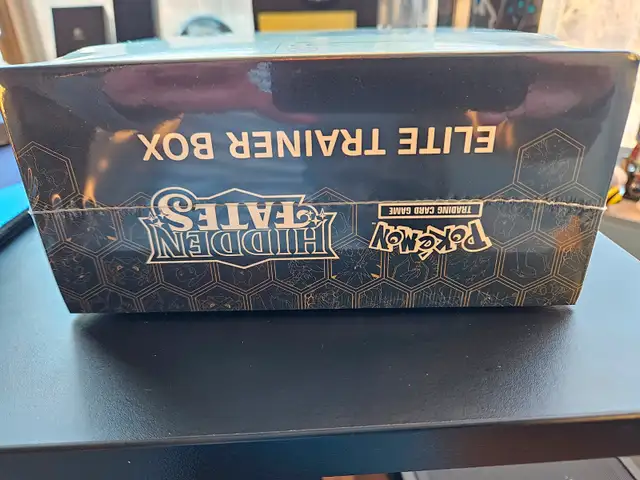 POKÉMON
TRADING CARD GAME
HIDDEN
FATES
ELITE TRAINER BOX